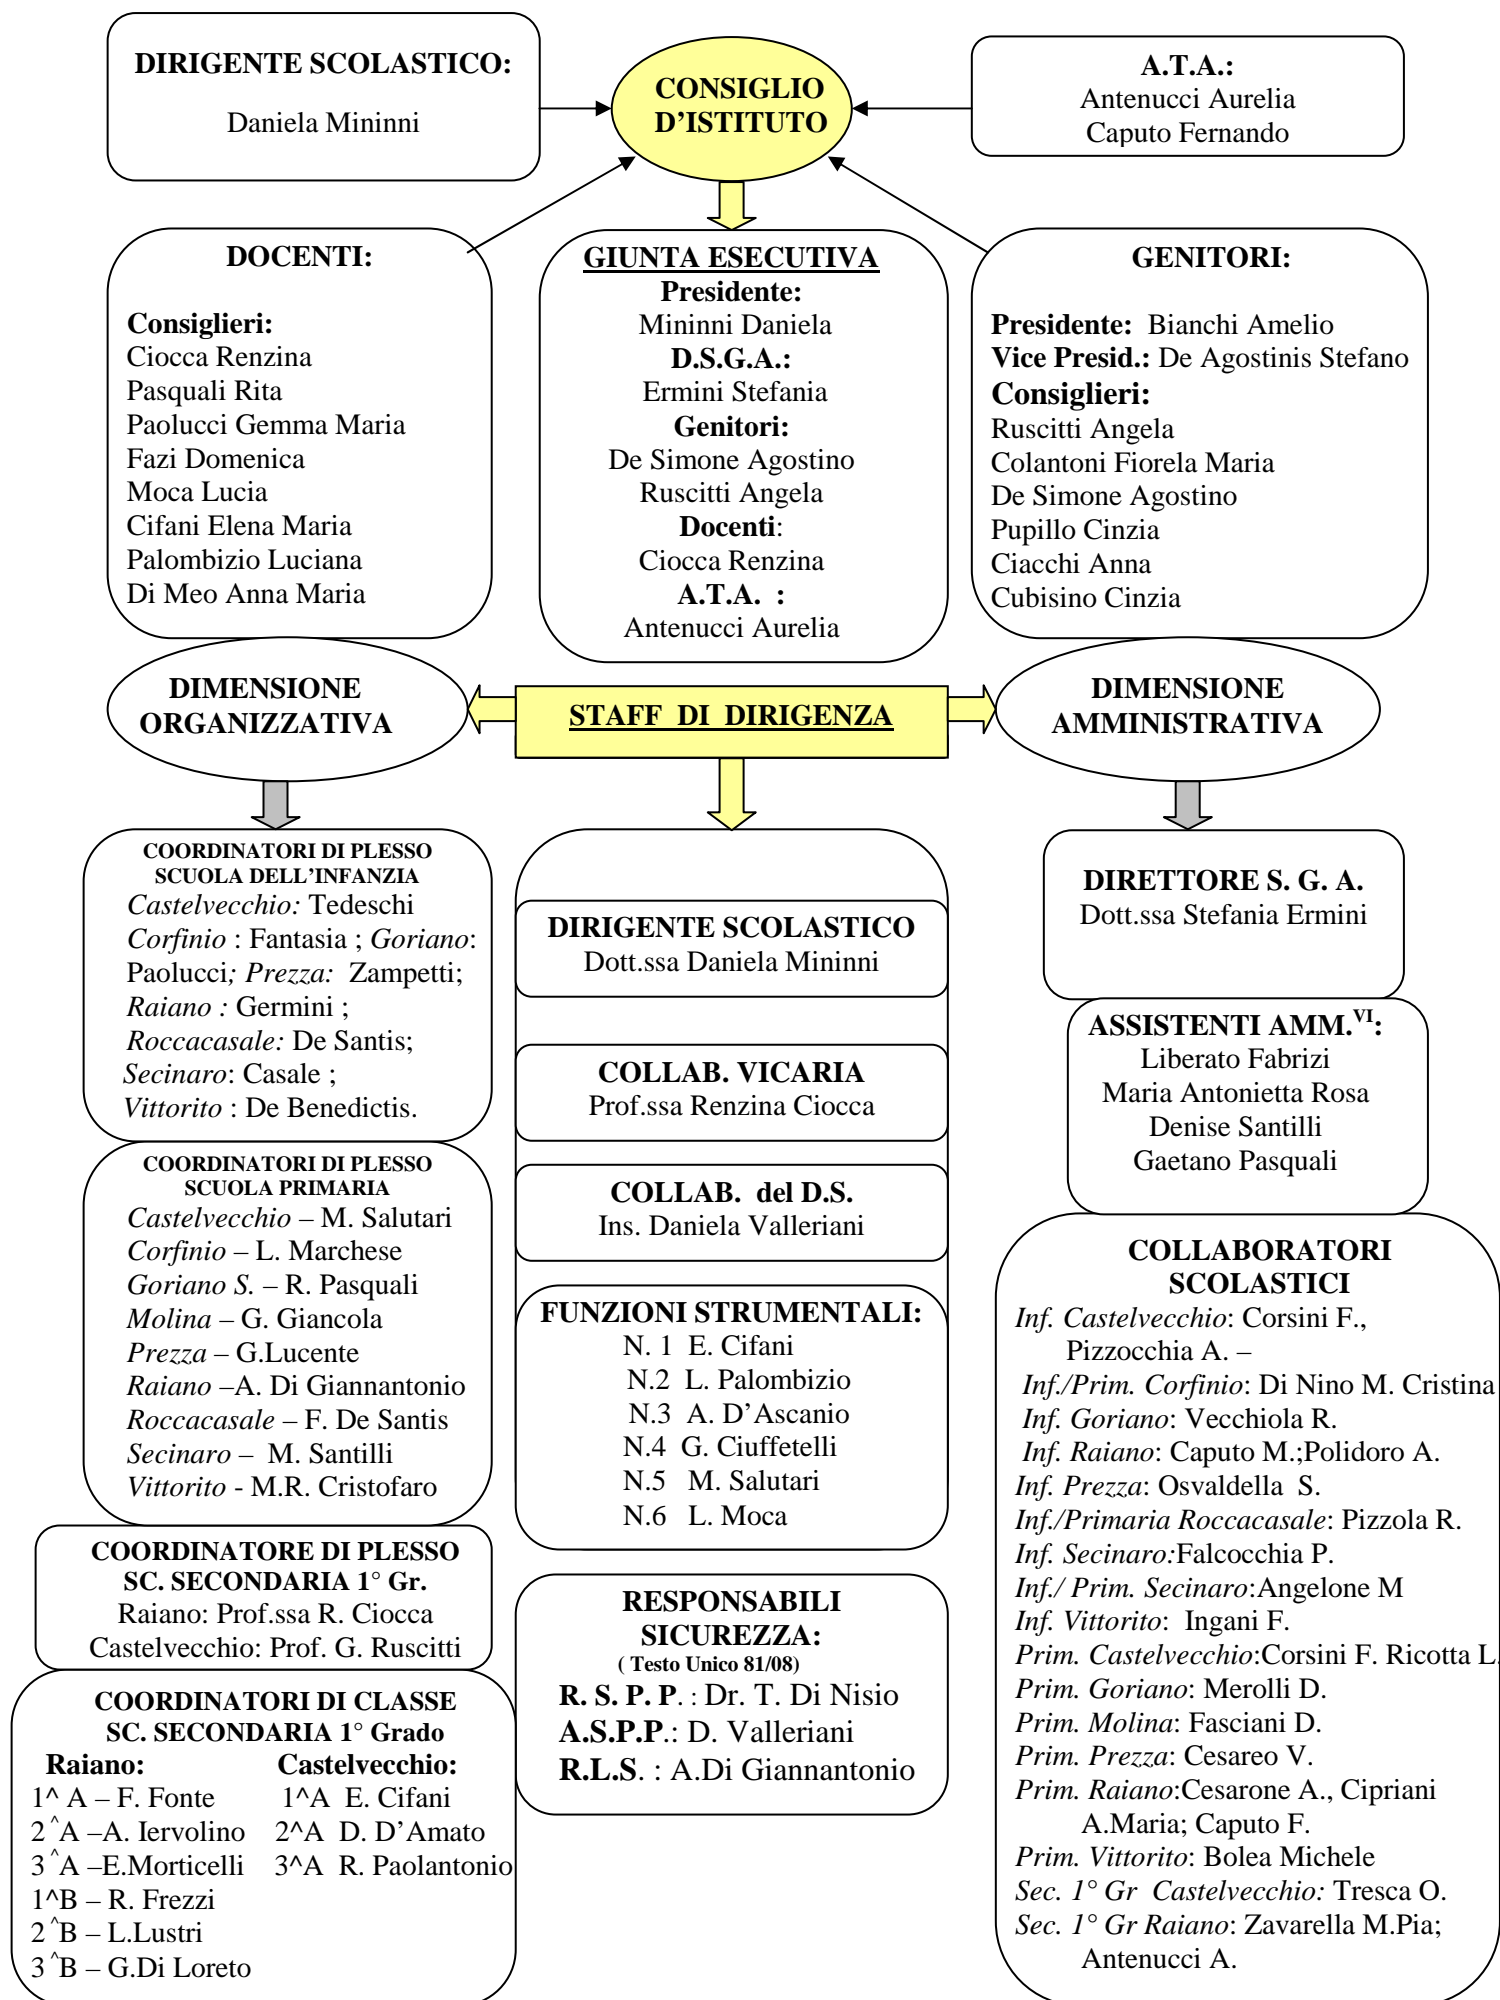 DIRIGENTE SCOLASTICO:
Daniela Mininni
CONSIGLIO
D'ISTITUTO
A.T.A.:
Antenucci Aurelia
Caputo Fernando
DOCENTI:
Consiglieri:
Ciocca Renzina
Pasquali Rita
Paolucci Gemma Maria
Fazi Domenica
Moca Lucia
Cifani Elena Maria
Palombizio Luciana
Di Meo Anna Maria
GIUNTA ESECUTIVA
Presidente:
Mininni Daniela
D.S.G.A.:
Ermini Stefania
Genitori:
De Simone Agostino
Ruscitti Angela
Docenti:
Ciocca Renzina
A.T.A. :
Antenucci Aurelia
GENITORI:
Presidente: Bianchi Amelio
Vice Presid.: De Agostinis Stefano
Consiglieri:
Ruscitti Angela
Colantoni Fiorela Maria
De Simone Agostino
Pupillo Cinzia
Ciacchi Anna
Cubisino Cinzia
DIMENSIONE
ORGANIZZATIVA
STAFF DI DIRIGENZA
DIMENSIONE
AMMINISTRATIVA
COORDINATORI DI PLESSO
SCUOLA DELL'INFANZIA
Castelvecchio: Tedeschi
Corfinio : Fantasia ; Goriano:
Paolucci; Prezza: Zampetti;
Raiano : Germini ;
Roccacasale: De Santis;
Secinaro: Casale ;
Vittorito : De Benedictis.
COORDINATORI DI PLESSO
SCUOLA PRIMARIA
Castelvecchio – M. Salutari
Corfinio – L. Marchese
Goriano S. – R. Pasquali
Molina – G. Giancola
Prezza – G.Lucente
Raiano –A. Di Giannantonio
Roccacasale – F. De Santis
Secinaro – M. Santilli
Vittorito - M.R. Cristofaro
COORDINATORE DI PLESSO
SC. SECONDARIA 1° Gr.
Raiano: Prof.ssa R. Ciocca
Castelvecchio: Prof. G. Ruscitti
COORDINATORI DI CLASSE
SC. SECONDARIA 1° Grado
Raiano: Castelvecchio:
1^ A – F. Fonte 1^A E. Cifani
2^A –A. Iervolino 2^A D. D'Amato
3^A –E.Morticelli 3^A R. Paolantonio
1^B – R. Frezzi
2^B – L.Lustri
3^B – G.Di Loreto
DIRIGENTE SCOLASTICO
Dott.ssa Daniela Mininni
COLLAB. VICARIA
Prof.ssa Renzina Ciocca
COLLAB. del D.S.
Ins. Daniela Valleriani
FUNZIONI STRUMENTALI:
N. 1 E. Cifani
N.2 L. Palombizio
N.3 A. D'Ascanio
N.4 G. Ciuffetelli
N.5 M. Salutari
N.6 L. Moca
RESPONSABILI
SICUREZZA:
( Testo Unico 81/08)
R. S. P. P. : Dr. T. Di Nisio
A.S.P.P.: D. Valleriani
R.L.S. : A.Di Giannantonio
DIRETTORE S. G. A.
Dott.ssa Stefania Ermini
ASSISTENTI AMM.VI:
Liberato Fabrizi
Maria Antonietta Rosa
Denise Santilli
Gaetano Pasquali
COLLABORATORI
SCOLASTICI
Inf. Castelvecchio: Corsini F.,
Pizzocchia A. –
Inf./Prim. Corfinio: Di Nino M. Cristina
Inf. Goriano: Vecchiola R.
Inf. Raiano: Caputo M.;Polidoro A.
Inf. Prezza: Osvaldella S.
Inf./Primaria Roccacasale: Pizzola R.
Inf. Secinaro:Falcocchia P.
Inf./ Prim. Secinaro:Angelone M
Inf. Vittorito: Ingani F.
Prim. Castelvecchio:Corsini F. Ricotta L.
Prim. Goriano: Merolli D.
Prim. Molina: Fasciani D.
Prim. Prezza: Cesareo V.
Prim. Raiano:Cesarone A., Cipriani
A.Maria; Caputo F.
Prim. Vittorito: Bolea Michele
Sec. 1° Gr Castelvecchio: Tresca O.
Sec. 1° Gr Raiano: Zavarella M.Pia;
Antenucci A.